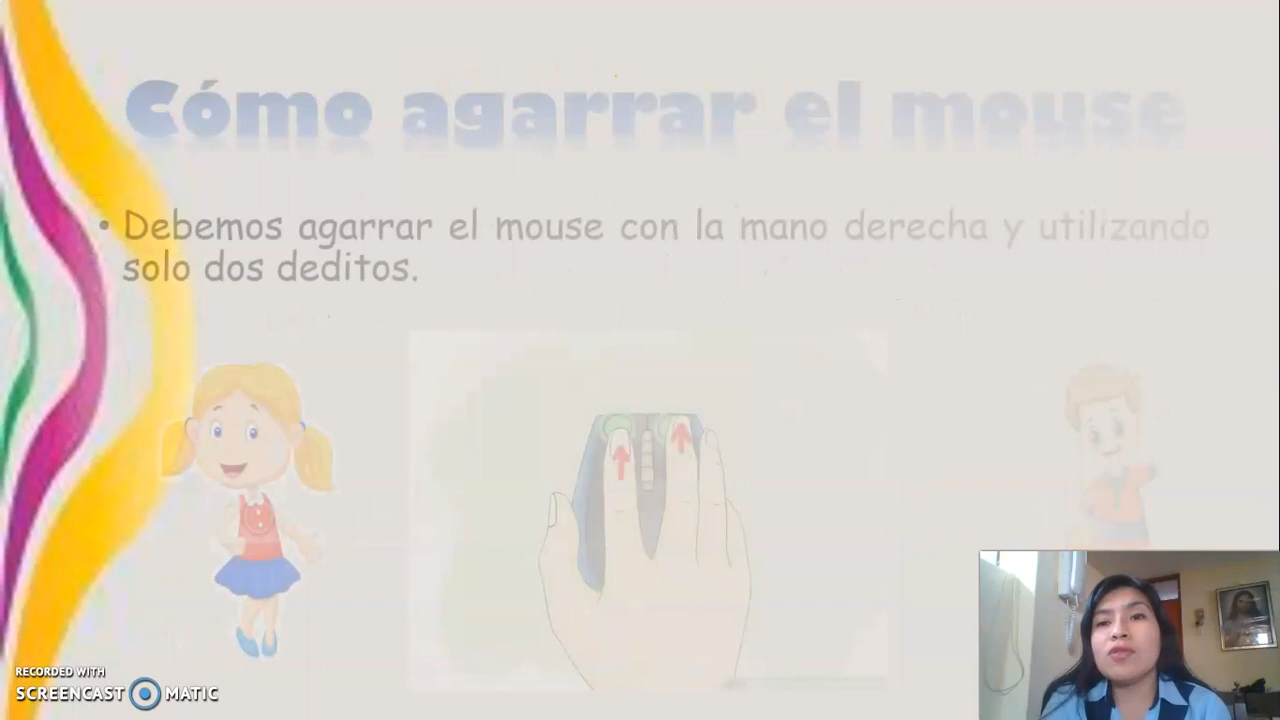 Cómo agarrar el mouse
• Debemos agarrar el mouse con la mano derecha y utilizando
solo dos deditos.
RECORDED WITH
SCREENCAST MATIC